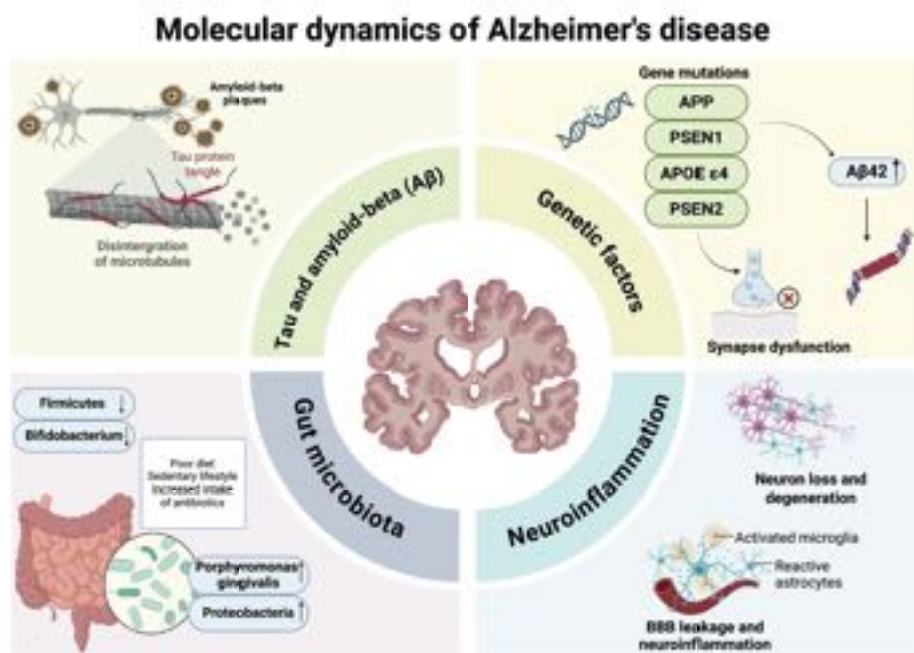 Molecular dynamics of Alzheimer's disease
Amyloid-beta
plaques
Tau protein
tangle
Disintergration
of microtubules
Tau and amyloid-beta (Aβ)
Gene mutations
APP
PSEN1
APOE ε4
PSEN2
Aβ42 ↑
Synapse dysfunction
Genetic factors
Firmicutes ↓
Bifidobacterium ↓
Poor diet
Sedentary lifestyle
Increased intake
of antibiotics
Porphyromonas ↑
gingivalis
Proteobacteria ↑
Gut microbiota
Neuroinflammation
Neuron loss and
degeneration
Activated microglia
Reactive
astrocytes
BBB leakage and
neuroinflammation